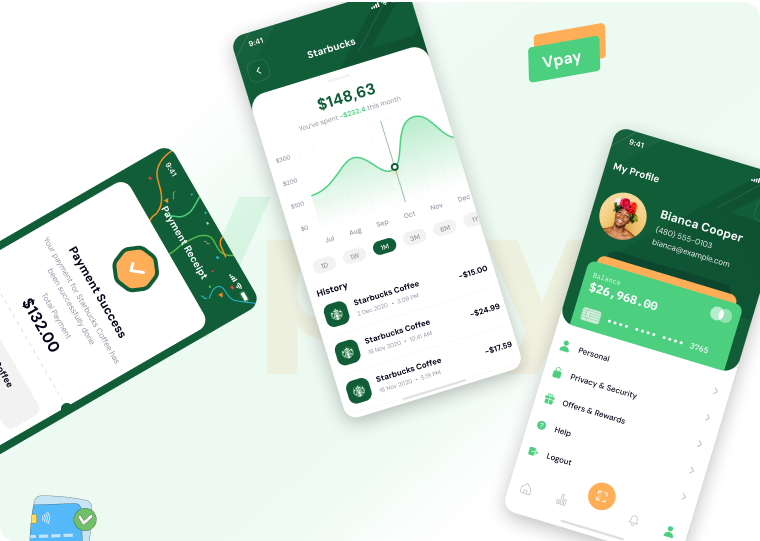 9:41
Payment Receipt
Payment Success
Your payment for Starbucks Coffee has
been successfully done
Total Payment
$132.00
Coffee
9:41
Starbucks
$148,63
You've spent -$232.4 this month
$300
$200
$100
$0
Jul Aug Sep Oct Nov Dec
1D 1W 1M 3M 6M 1Y
History
Starbucks Coffee -$15.00
2 Dec 2020 • 3:09 PM
Starbucks Coffee -$24.99
18 Nov 2020 • 10:41 AM
Starbucks Coffee -$17.59
16 Nov 2020 • 5:19 PM
Vpay
9:41
My Profile
Bianca Cooper
(480) 555-0103
bianca@example.com
Balance
$26,968.00
•••• •••• •••• 3765
Personal
Privacy & Security
Offers & Rewards
Help
Logout